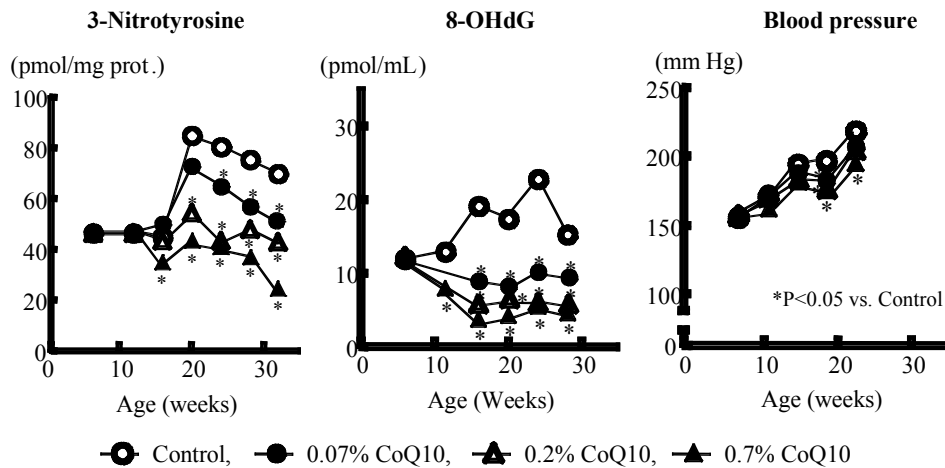 3-Nitrotyrosine
(pmol/mg prot.)
100
80
60
40
20
0
0 10 20 30
Age (weeks)
8-OHdG
(pmol/mL)
30
20
10
0
0 10 20 30
Age (Weeks)
Blood pressure
(mm Hg)
250
200
150
100
0
0 10 20 30
Age (weeks)
*P<0.05 vs. Control
Control, 0.07% CoQ10, 0.2% CoQ10, 0.7% CoQ10